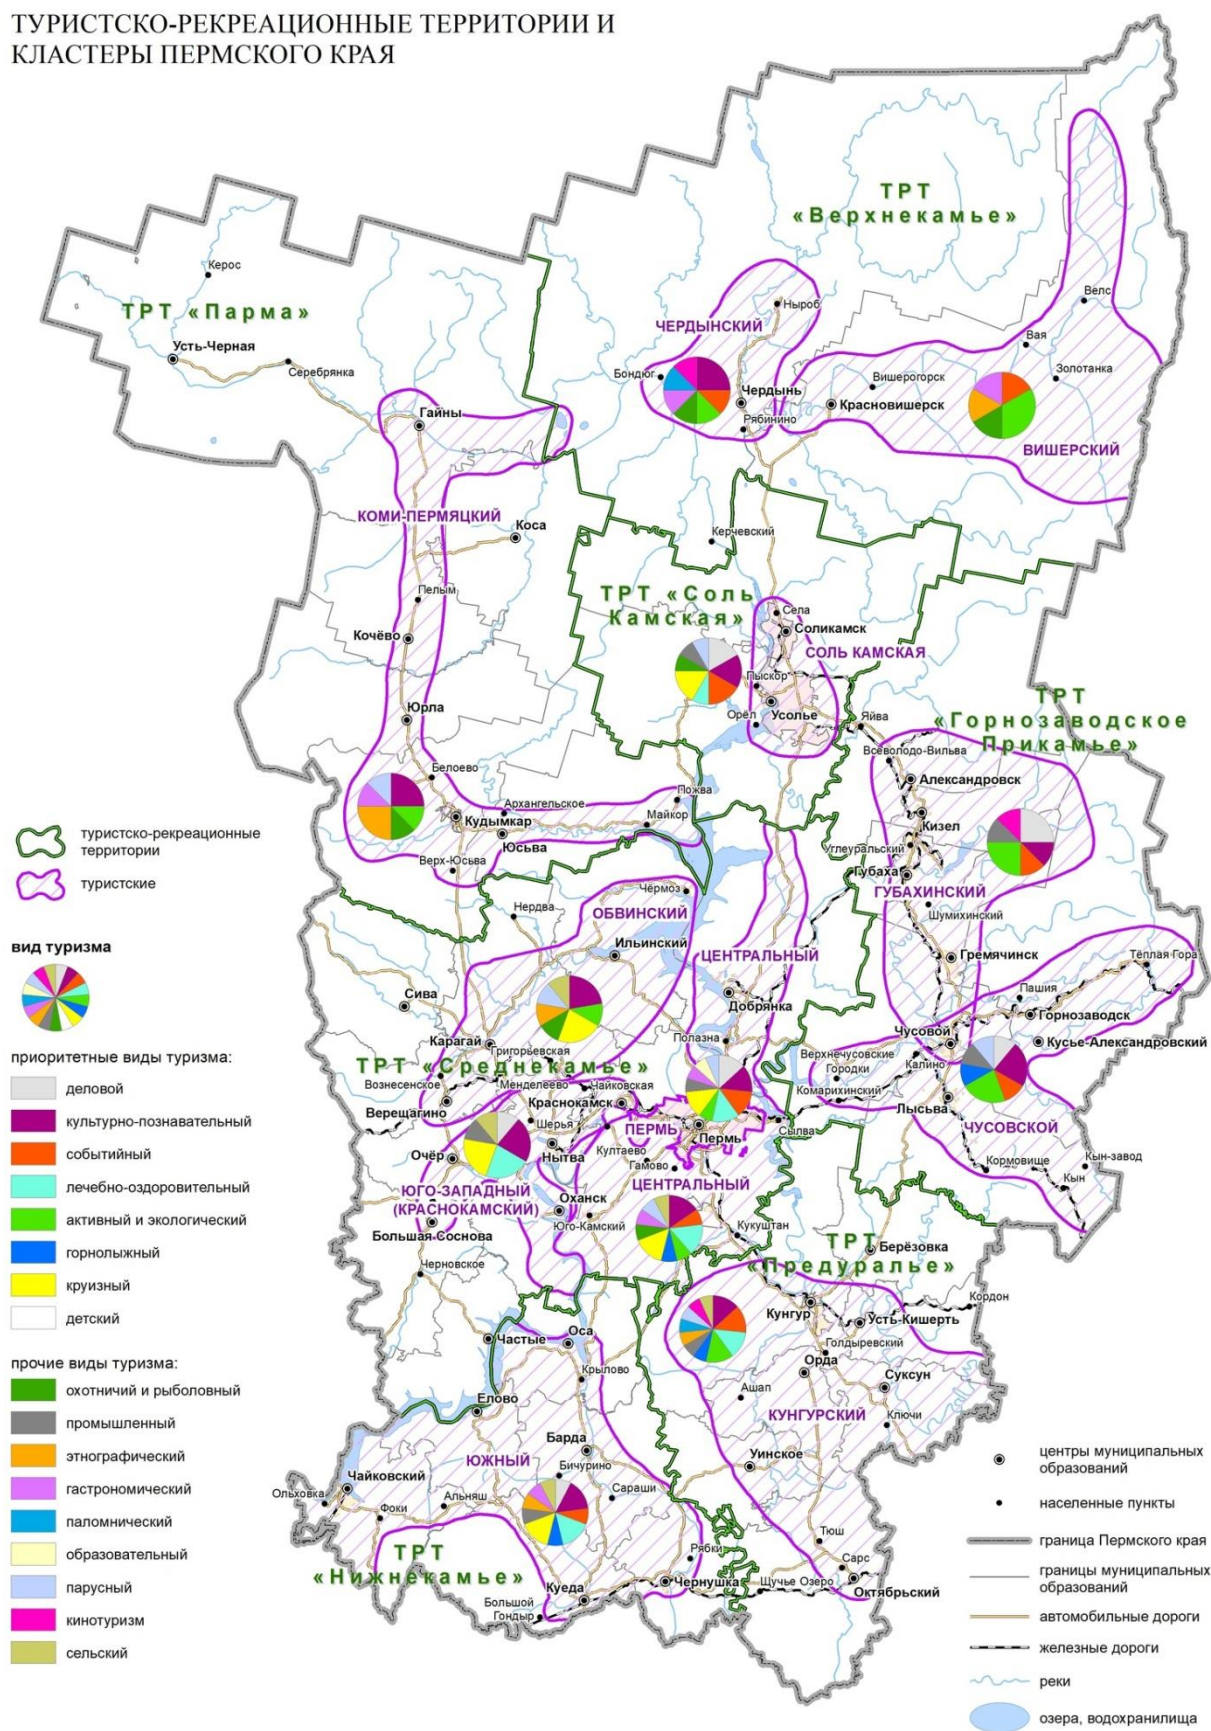 ТУРИСТСКО-РЕКРЕАЦИОННЫЕ ТЕРРИТОРИИ И
КЛАСТЕРЫ ПЕРМСКОГО КРАЯ
ТРТ
«Верхнекамье»
Керос
ТРТ «Парма»
Усть-Черная
Серебрянка
Велс
Ныроб
ЧЕРДЫНСКИЙ
Вая
Бондюг
Вишерогорск
Золотанка
Чердынь
Красновишерск
Рябинино
ВИШЕРСКИЙ
Гайны
КОМИ-ПЕРМЯЦКИЙ
Коса
Керчевский
Пелым
ТРТ «Соль
Камская»
Села
Соликамск
Кочёво
СОЛЬ КАМСКАЯ
Пыскор
Усолье
Орёл
Юрла
Яйва
ТРТ
«Горнозаводское
Прикамье»
Всеволодо-Вильва
Белоево
Александровск
Пожва
Архангельское
Майкор
Кудымкар
Кизел
Юсьва
Углеуральский
Верх-Юсьва
Губаха
ГУБАХИНСКИЙ
туристско-рекреационные
территории
туристские
Чёрмоз
Нердва
ОБВИНСКИЙ
Шумихинский
Ильинский
ЦЕНТРАЛЬНЫЙ
Гремячинск
Тёплая Гора
вид туризма
Добрянка
Сива
Пашия
Горнозаводск
Чусовой
Полазна
Карагай
Кусье-Александровский
Григорьевская
Верхнечусовские
Городки
Калино
ТРТ «Среднекамье»
Вознесенское
Менделеево
Чайковская
Комарихинский
Верещагино
Краснокамск
Лысьва
ПЕРМЬ
Пермь
Сылва
ЧУСОВСКОЙ
Шерья
Очёр
Нытва
Култаево
Гамово
Кормовище
Кын-завод
Кын
ЮГО-ЗАПАДНЫЙ
(КРАСНОКАМСКИЙ)
Оханск
ЦЕНТРАЛЬНЫЙ
Юго-Камский
Кукуштан
Большая Соснова
ТРТ
«Предуралье»
Берёзовка
Черновское
Кордон
Кунгур
Усть-Кишерть
Частые
Оса
Голдыревский
Крылово
Орда
Суксун
Елово
Ашап
КУНГУРСКИЙ
Ключи
Барда
Уинское
ЮЖНЫЙ
Бичурино
Чайковский
Ольховка
Альняш
Сараши
Фоки
Тюш
ТРТ
«Нижнекамье»
Рябки
Сарс
Куеда
Чернушка
Щучье Озеро
Октябрьский
Большой
Гондыр
приоритетные виды туризма:
деловой
культурно-познавательный
событийный
лечебно-оздоровительный
активный и экологический
горнолыжный
круизный
детский
прочие виды туризма:
охотничий и рыболовный
промышленный
этнографический
гастрономический
паломнический
образовательный
парусный
кинотуризм
сельский
центры муниципальных
образований
населенные пункты
граница Пермского края
границы муниципальных
образований
автомобильные дороги
железные дороги
реки
озера, водохранилища